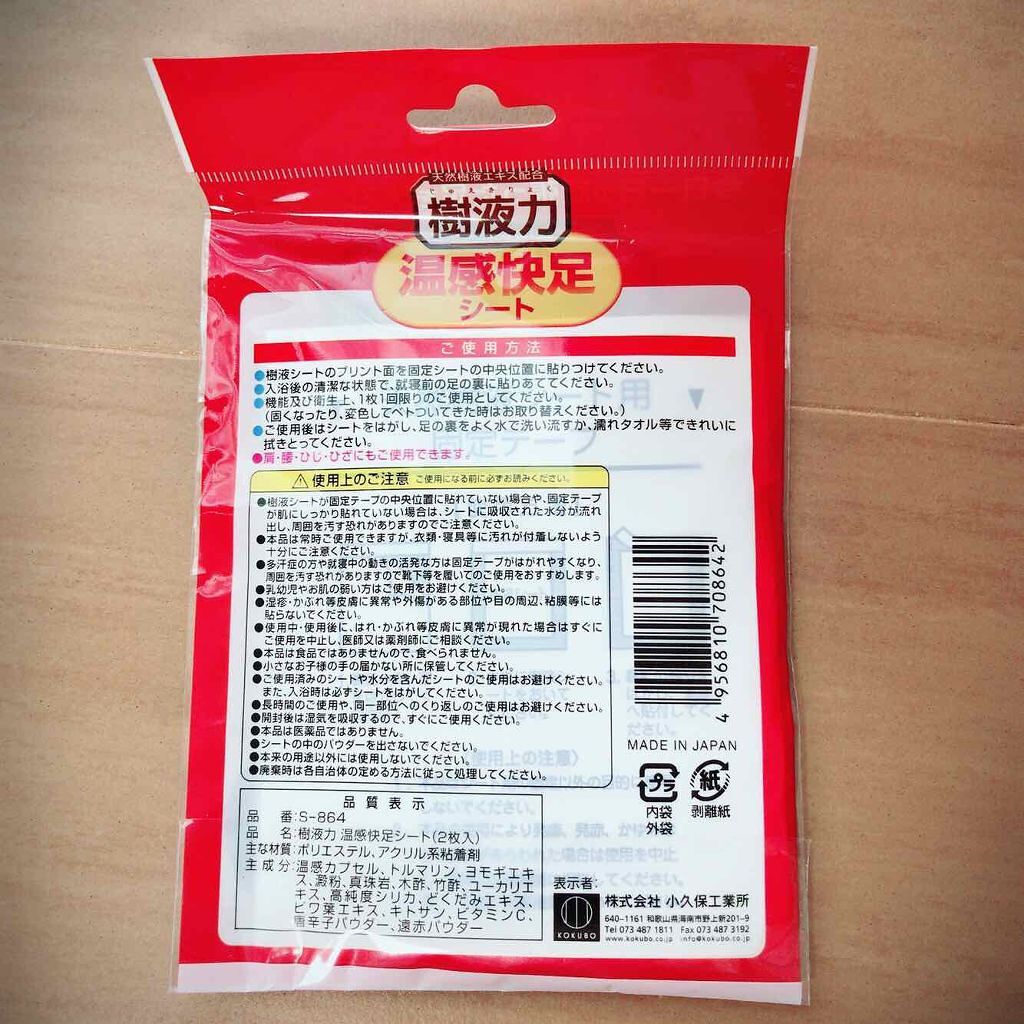 天然樹液エキス配合
じゅえきりょく
樹液力
温感快足
シート
ご使用方法
●樹液シートのプリント面を固定シートの中央位置に貼りつけてください。
●入浴後の清潔な状態で、就寝前の足の裏に貼りあててください。
●機能及び衛生上、1枚1回限りのご使用としてください。
(固くなったり、変色してベトついてきた時はお取り替えください。)
●ご使用後はシートをはがし、足の裏をよく水で洗い流すか、濡れタオル等できれいに
拭きとってください。
●肩・腰・ひじ・ひざにもご使用できます。
⚠使用上のご注意 ご使用になる前に必ずお読みください。
●樹液シートが固定テープの中央位置に貼れていない場合や、固定テープ
が肌にしっかり貼れていない場合は、シートに吸収された水分が流れ
出し、周囲を汚す恐れがありますのでご注意ください。
●本品は常時ご使用できますが、衣類・寝具等に汚れが付着しないよう
十分にご注意ください。
●多汗症の方や就寝中の動きの活発な方は固定テープがはがれやすくなり、
周囲を汚す恐れがありますので靴下等を履いてのご使用をおすすめします。
●乳幼児やお肌の弱い方はご使用をお避けください。
●湿疹・かぶれ等皮膚に異常や外傷がある部位や目の周辺、粘膜等には
貼らないでください。
●使用中・使用後に、はれ・かぶれ等皮膚に異常が現れた場合はすぐに
ご使用を中止し、医師又は薬剤師にご相談ください。
●本品は食品ではありませんので、食べられません。
●小さなお子様の手の届かない所に保管してください。
●ご使用済みのシートや水分を含んだシートのご使用はお避けください。
また、入浴時は必ずシートをはがしてください。
●長時間のご使用や、同一部位へのくり返しのご使用はお避けください。
●開封後は湿気を吸収するので、すぐにご使用ください。
●本品は医薬品ではありません。
●シートの中のパウダーを出さないでください。
●本来の用途以外には使用しないでください。
●廃棄時は各自治体の定める方法に従って処理してください。
4 956810 708642
MADE IN JAPAN
プラ
紙
内袋
外袋
剥離紙
品質表示
品 番:S-864
品 名:樹液力 温感快足シート(2枚入)
主な材質:ポリエステル、アクリル系粘着剤
主成分:温感カプセル、トルマリン、ヨモギエキ
ス、澱粉、真珠岩、木酢、竹酢、ユーカリエ
キス、高純度シリカ、どくだみエキス、
ビワ葉エキス、キトサン、ビタミンC、
唐辛子パウダー、遠赤パウダー
表示者:
KOKUBO
株式会社 小久保工業所
640-1161 和歌山県海南市野上新201-9
Tel 073 487 1811 Fax 073 487 3192
www.kokubo.co.jp info@kokubo.co.jp